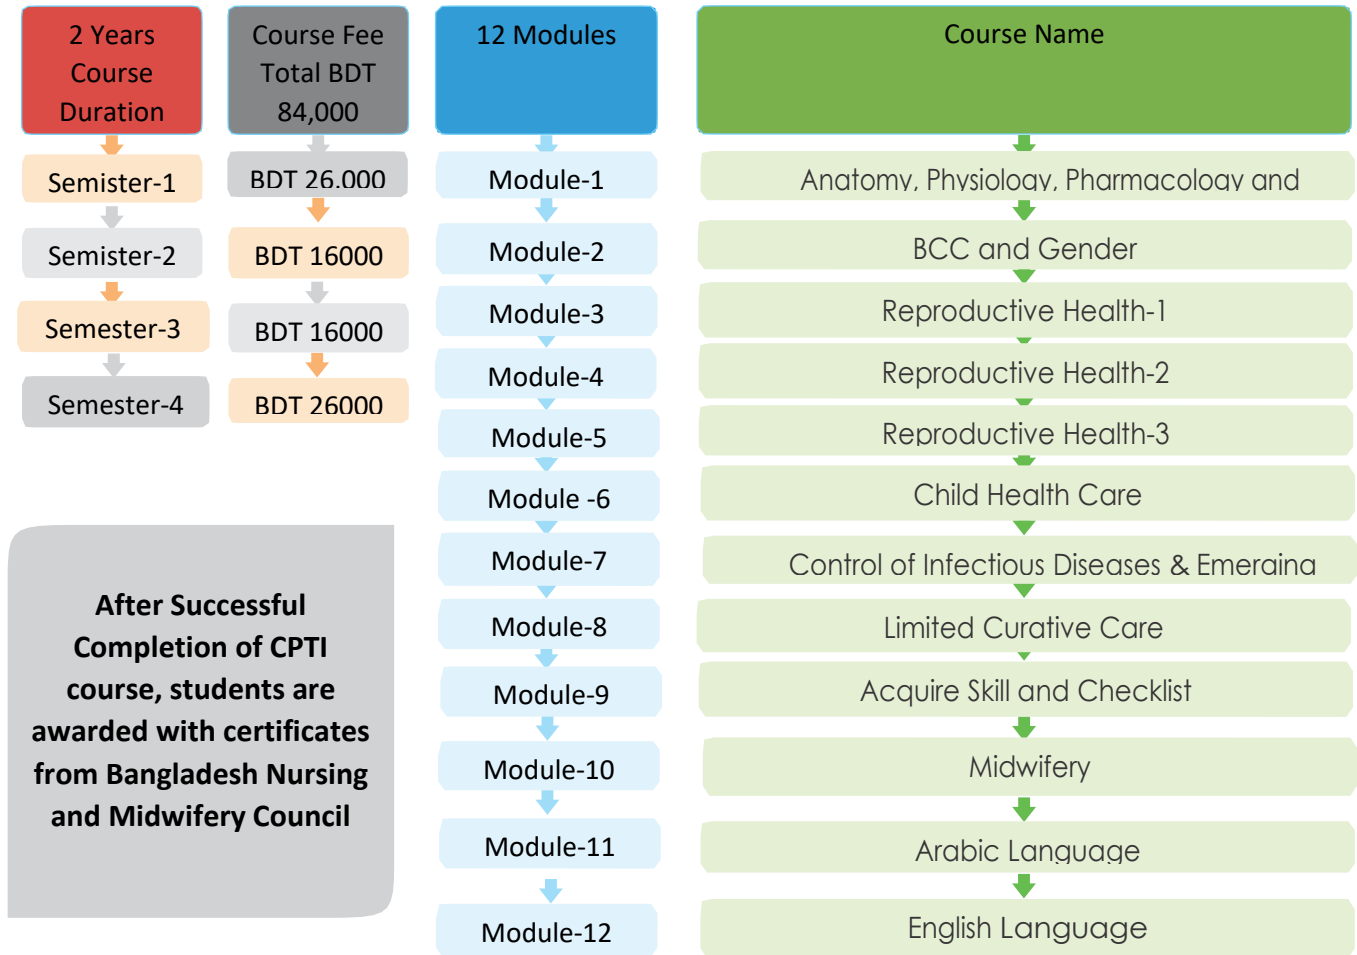 2 Years
Course
Duration
Semister-1
Semister-2
Semester-3
Semester-4
Course Fee
Total BDT
84,000
BDT 26,000
BDT 16000
BDT 16000
BDT 26000
12 Modules
Module-1
Module-2
Module-3
Module-4
Module-5
Module -6
Module-7
Module-8
Module-9
Module-10
Module-11
Module-12
Course Name
Anatomy, Physiology, Pharmacology and
BCC and Gender
Reproductive Health-1
Reproductive Health-2
Reproductive Health-3
Child Health Care
Control of Infectious Diseases & Emerging
Limited Curative Care
Acquire Skill and Checklist
Midwifery
Arabic Language
English Language
After Successful
Completion of CPTI
course, students are
awarded with certificates
from Bangladesh Nursing
and Midwifery Council